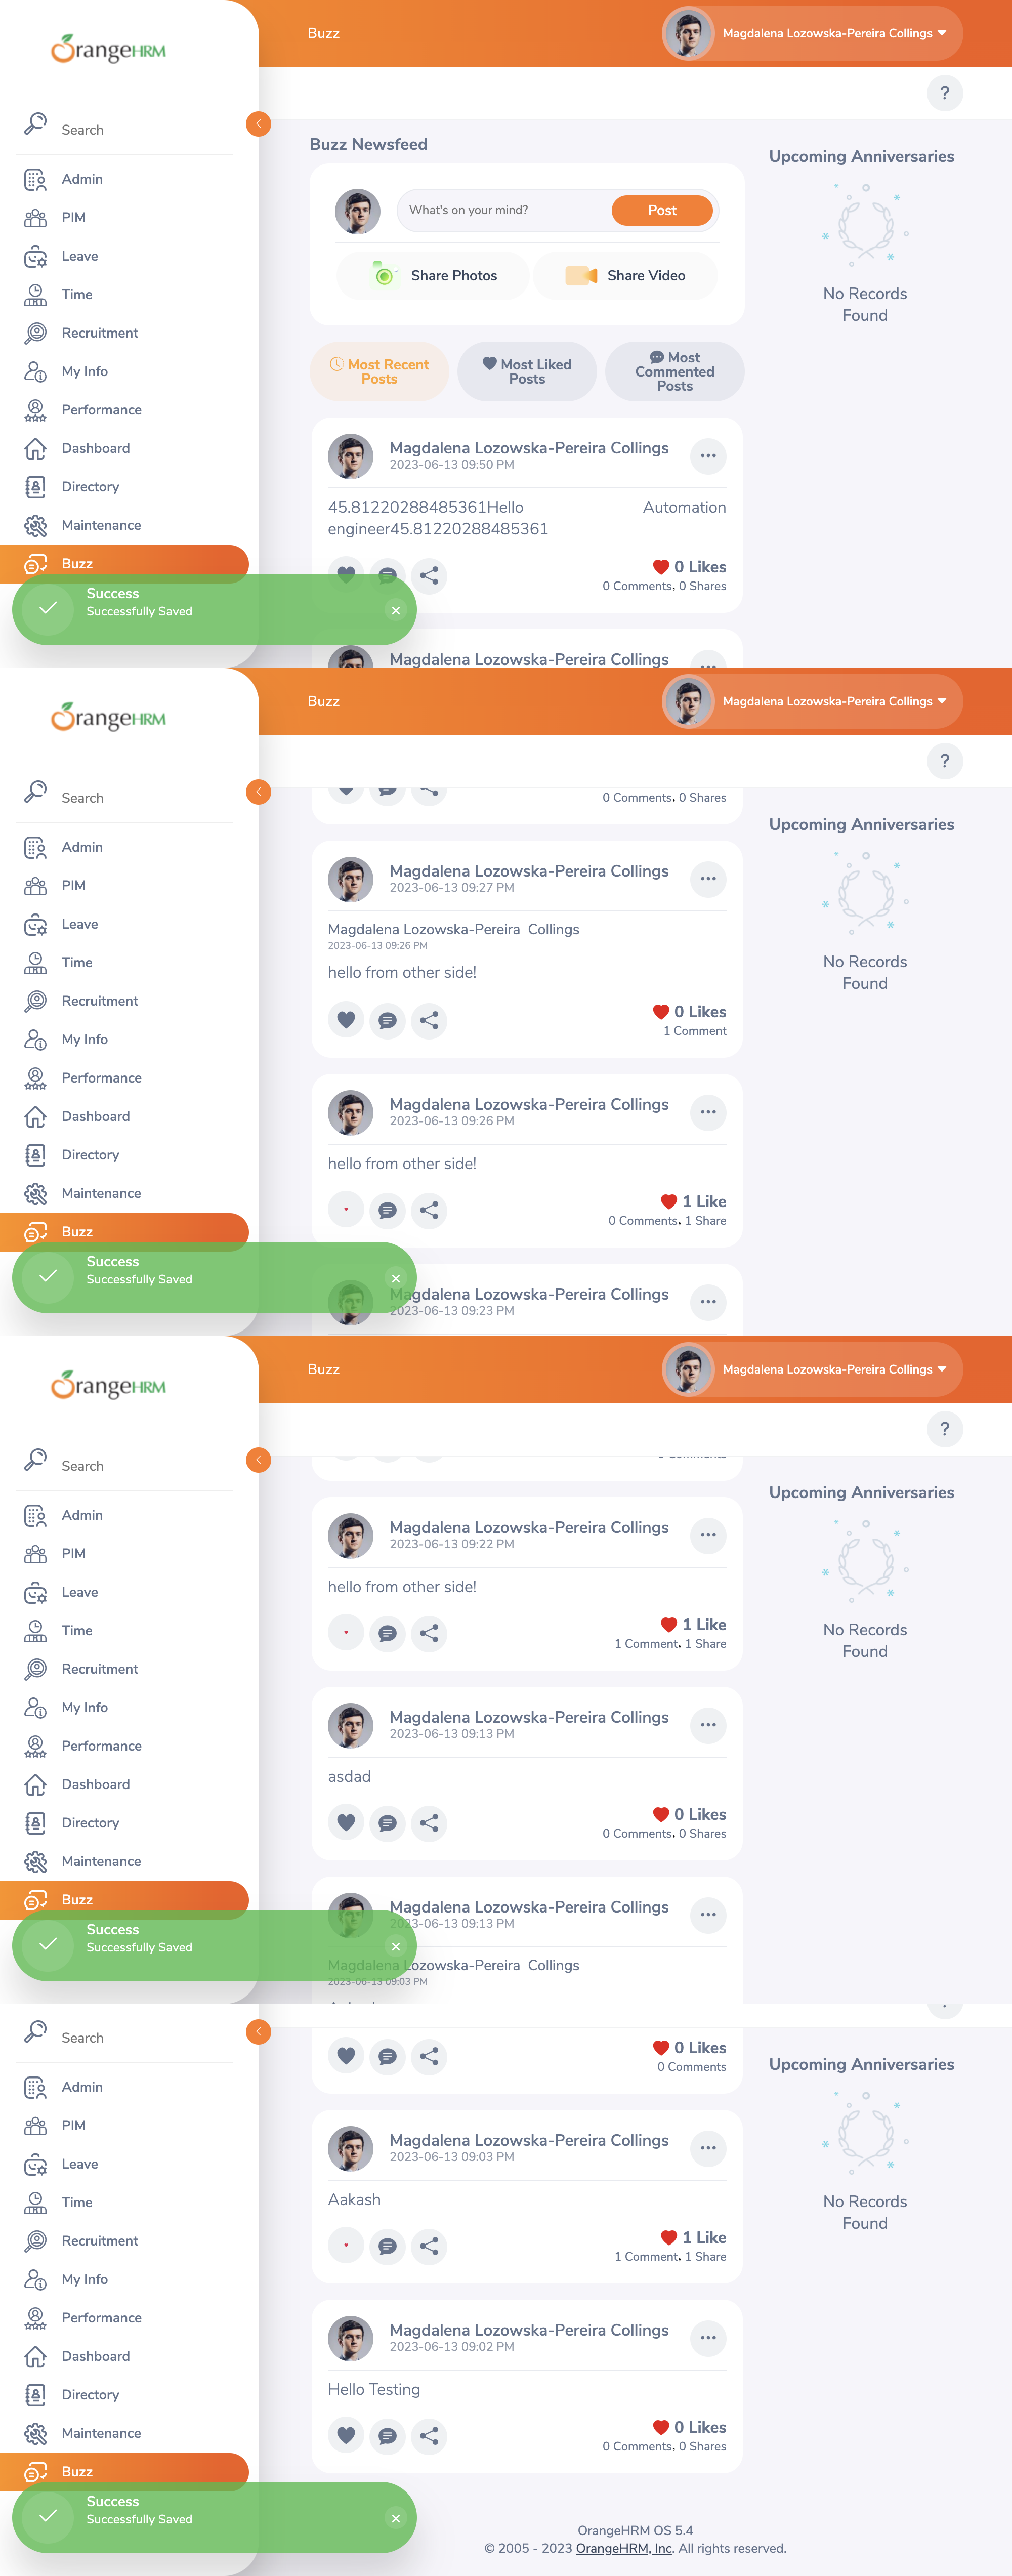 OrangeHRM
Buzz
Magdalena Lozowska-Pereira Collings
?
Search
Admin
PIM
Leave
Time
Recruitment
My Info
Performance
Dashboard
Directory
Maintenance
Buzz
Success
Successfully Saved
Buzz Newsfeed
What's on your mind?
Post
Share Photos
Share Video
Most Recent
Posts
Most Liked
Posts
Most
Commented
Posts
Magdalena Lozowska-Pereira Collings
2023-06-13 09:50 PM
45.81220288485361Hello Automation
engineer45.81220288485361
0 Likes
0 Comments, 0 Shares
Magdalena Lozowska-Pereira Collings
Upcoming Anniversaries
No Records
Found
OrangeHRM
Buzz
Magdalena Lozowska-Pereira Collings
?
Search
Admin
PIM
Leave
Time
Recruitment
My Info
Performance
Dashboard
Directory
Maintenance
Buzz
Success
Successfully Saved
0 Comments, 0 Shares
Magdalena Lozowska-Pereira Collings
2023-06-13 09:27 PM
Magdalena Lozowska-Pereira Collings
2023-06-13 09:26 PM
hello from other side!
0 Likes
1 Comment
Magdalena Lozowska-Pereira Collings
2023-06-13 09:26 PM
hello from other side!
1 Like
0 Comments, 1 Share
Magdalena Lozowska-Pereira Collings
2023-06-13 09:23 PM
Upcoming Anniversaries
No Records
Found
OrangeHRM
Buzz
Magdalena Lozowska-Pereira Collings
?
Search
Admin
PIM
Leave
Time
Recruitment
My Info
Performance
Dashboard
Directory
Maintenance
Buzz
Success
Successfully Saved
0 Comments
Magdalena Lozowska-Pereira Collings
2023-06-13 09:22 PM
hello from other side!
1 Like
1 Comment, 1 Share
Magdalena Lozowska-Pereira Collings
2023-06-13 09:13 PM
asdad
0 Likes
0 Comments, 0 Shares
Magdalena Lozowska-Pereira Collings
2023-06-13 09:13 PM
Magdalena Lozowska-Pereira Collings
2023-06-13 09:03 PM
Upcoming Anniversaries
No Records
Found
Search
Admin
PIM
Leave
Time
Recruitment
My Info
Performance
Dashboard
Directory
Maintenance
Buzz
Success
Successfully Saved
0 Likes
0 Comments
Magdalena Lozowska-Pereira Collings
2023-06-13 09:03 PM
Aakash
1 Like
1 Comment, 1 Share
Magdalena Lozowska-Pereira Collings
2023-06-13 09:02 PM
Hello Testing
0 Likes
0 Comments, 0 Shares
Upcoming Anniversaries
No Records
Found
OrangeHRM OS 5.4
© 2005 - 2023 OrangeHRM, Inc. All rights reserved.